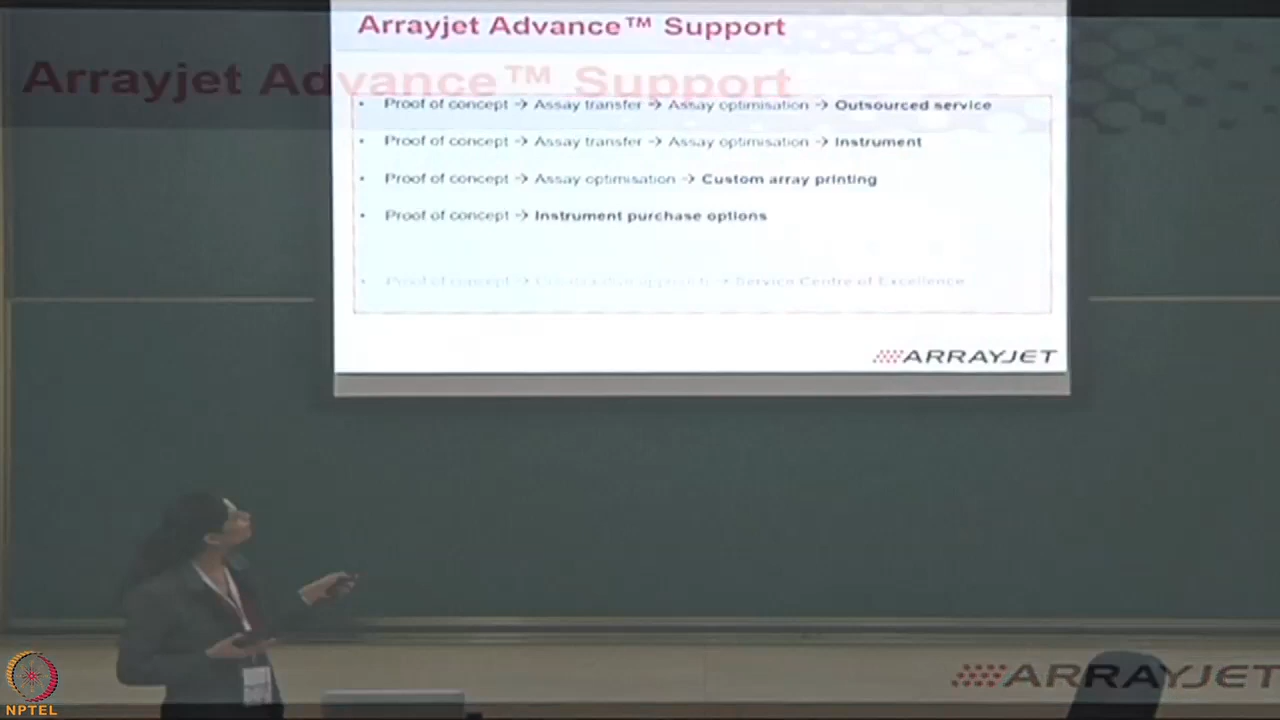 Arrayjet Advance™ Support
Arrayjet Advance™ Support
• Proof of concept → Assay transfer → Assay optimisation → Outsourced service
• Proof of concept → Assay transfer → Assay optimisation → Instrument
• Proof of concept → Assay optimisation → Custom array printing
• Proof of concept → Instrument purchase options
• Proof of concept → → Service Centre of Excellence
ARRAYJET
ARRAYJET
NPTEL